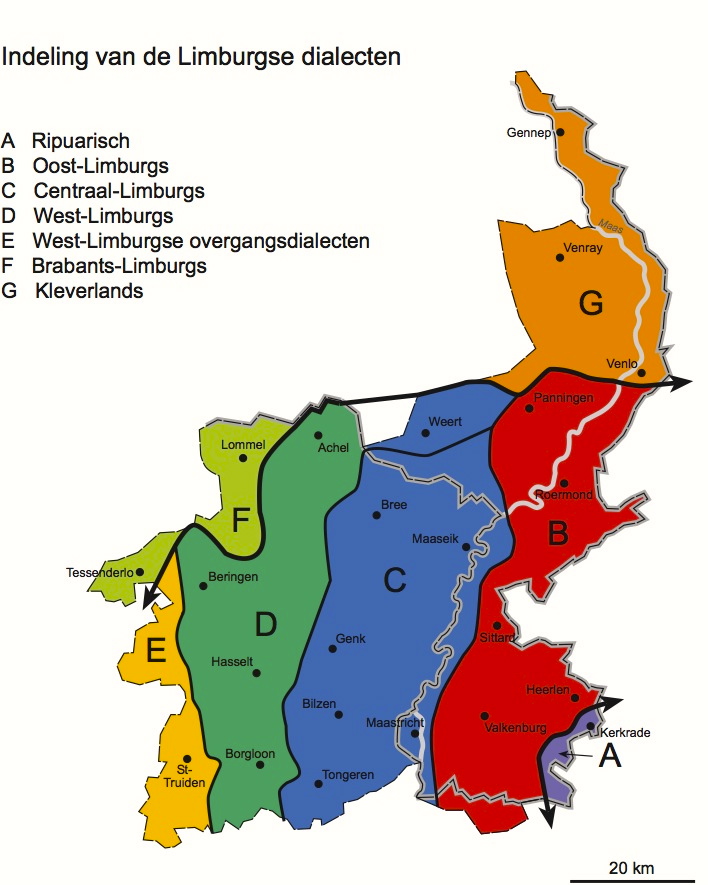 Indeling van de Limburgse dialecten
A Ripuarisch
B Oost-Limburgs
C Centraal-Limburgs
D West-Limburgs
E West-Limburgse overgangsdialecten
F Brabants-Limburgs
G Kleverlands
Gennep
Maas
Venray
G
Venlo
Panningen
Weert
Achel
Lommel
Roermond
Bree
F
B
Maaseik
Tessenderlo
Beringen
C
D
E
Genk
Sittard
Hasselt
Heerlen
Bilzen
Maastricht
Valkenburg
Kerkrade
A
Borgloon
St-
Truiden
Tongeren
20 km